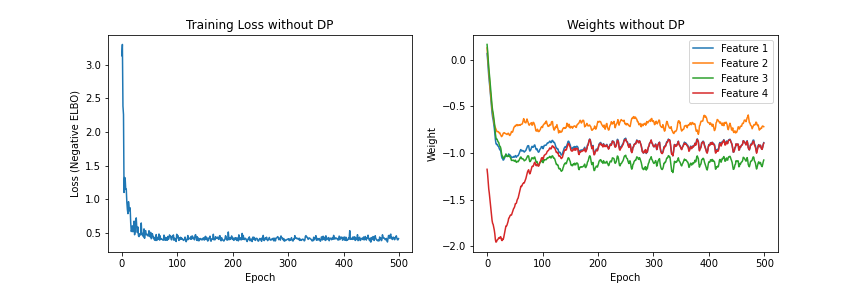 Training Loss without DP
Loss (Negative ELBO)
3.0
2.5
2.0
1.5
1.0
0.5
0
100
200
300
400
500
Epoch
Weights without DP
Weight
0.0
−0.5
−1.0
−1.5
−2.0
Feature 1
Feature 2
Feature 3
Feature 4
0
100
200
300
400
500
Epoch